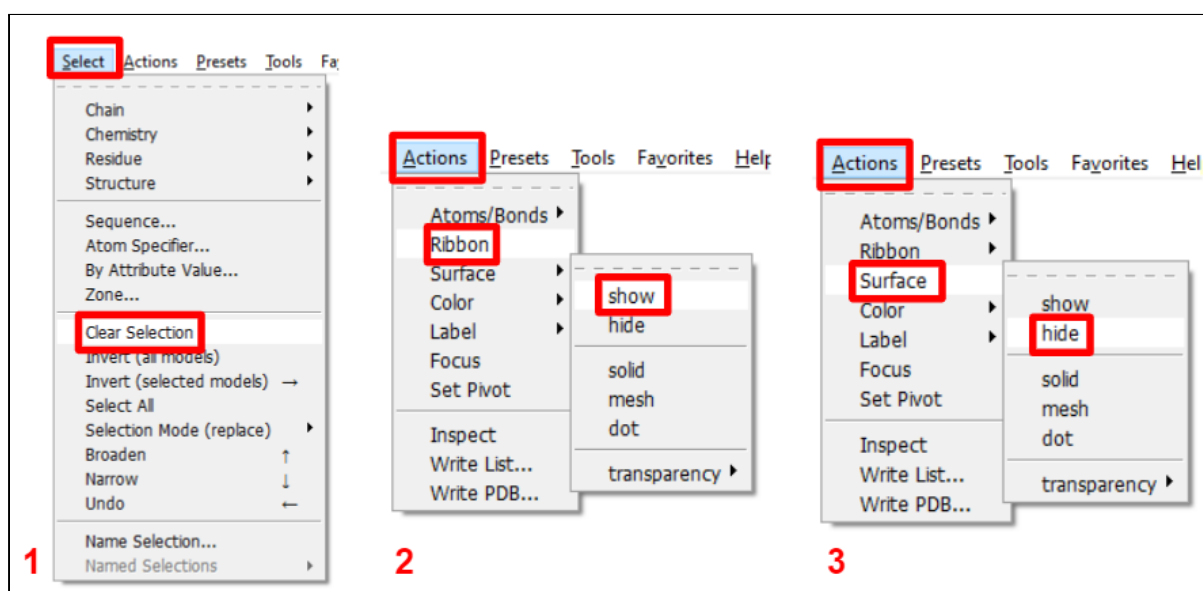 Select Actions Presets Tools Fa
Chain
Chemistry
Residue
Structure
Sequence...
Atom Specifier...
By Attribute Value...
Zone...
Clear Selection
Invert (all models)
Invert (selected models) →
Select All
Selection Mode (replace)
Broaden ↑
Narrow ↓
Undo ←
Name Selection...
Named Selections
1
Actions Presets Tools Favorites Help
Atoms/Bonds
Ribbon
Surface
Color
Label
Focus
Set Pivot
Inspect
Write List...
Write PDB...
show
hide
solid
mesh
dot
transparency
2
Actions Presets Tools Favorites Hel
Atoms/Bonds
Ribbon
Surface
Color
Label
Focus
Set Pivot
Inspect
Write List...
Write PDB...
show
hide
solid
mesh
dot
transparency
3